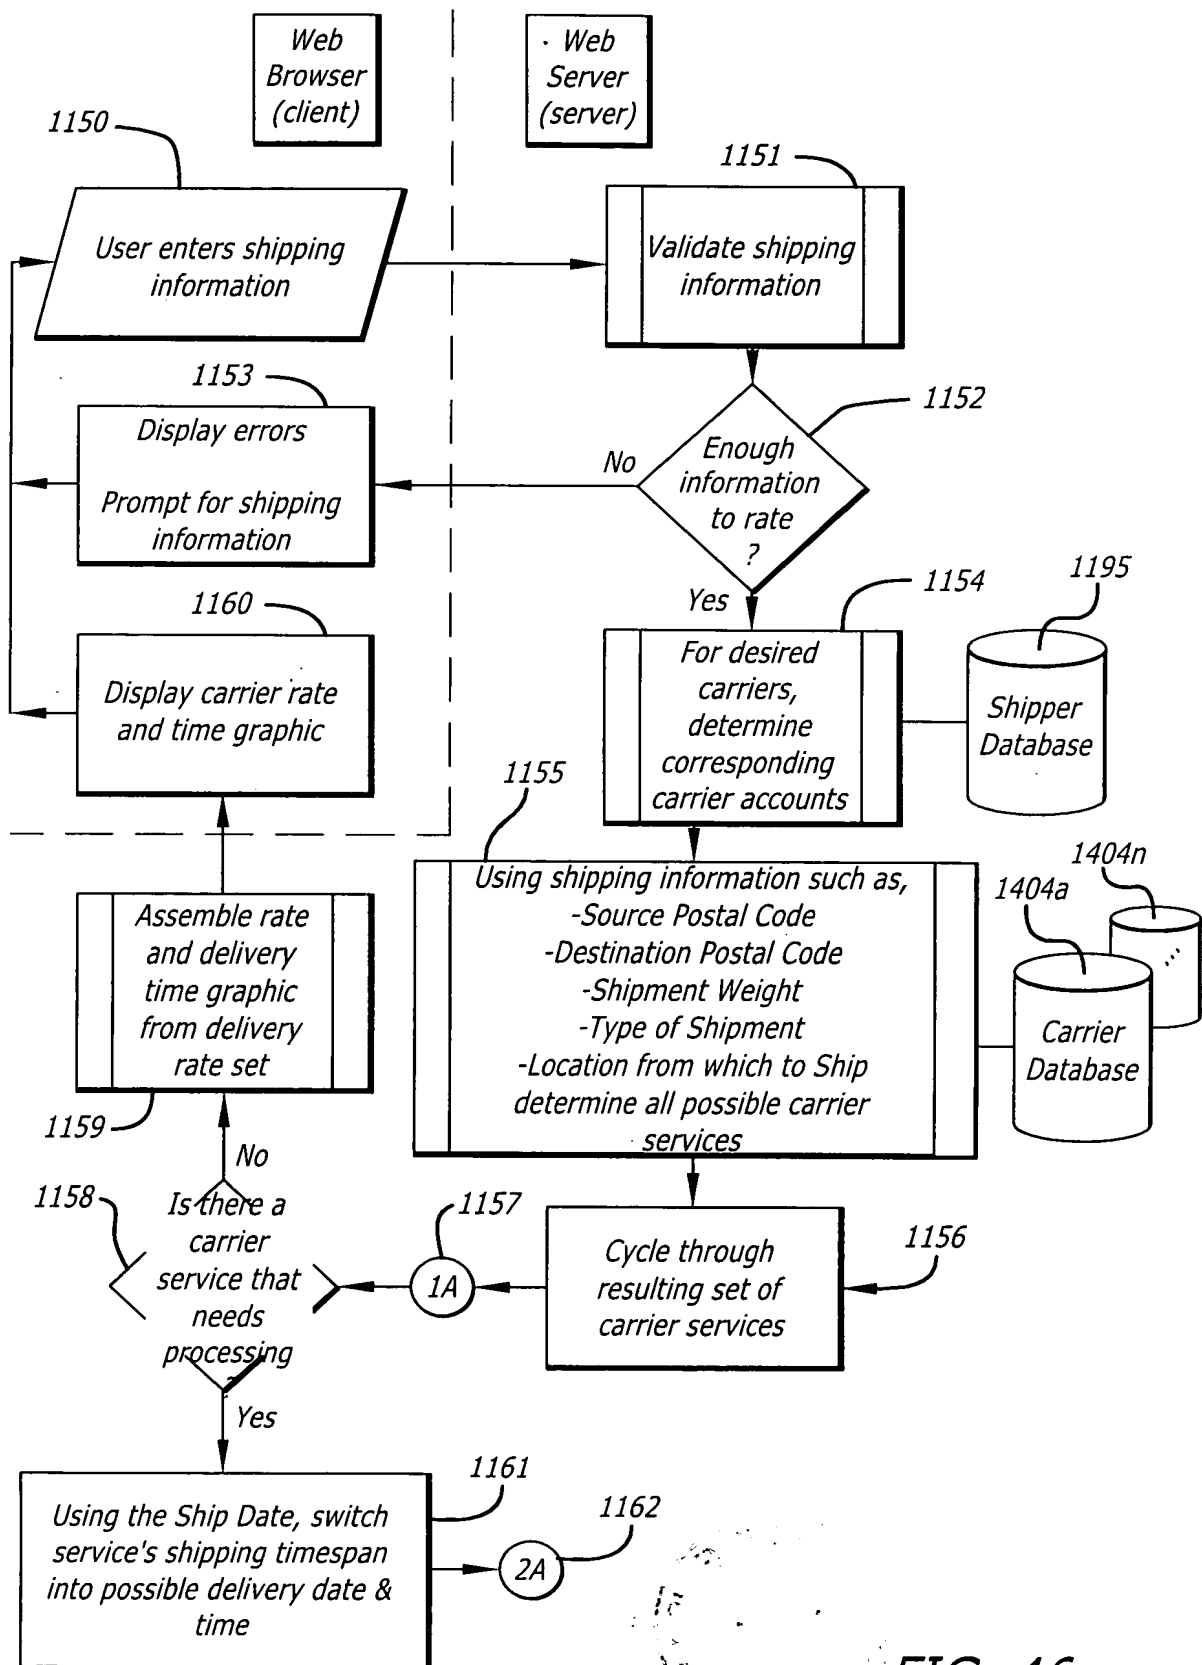 Web
Browser
(client)
Web
Server
(server)
1150
User enters shipping
information
1151
Validate shipping
information
1153
Display errors
Prompt for shipping
information
1152
No
Enough
information
to rate
?
Yes
1160
Display carrier rate
and time graphic
1154
For desired
carriers,
determine
corresponding
carrier accounts
1195
Shipper
Database
1155
Using shipping information such as,
-Source Postal Code
-Destination Postal Code
-Shipment Weight
-Type of Shipment
-Location from which to Ship
determine all possible carrier
services
1404a
1404n
...
Carrier
Database
Assemble rate
and delivery
time graphic
from delivery
rate set
1159
No
1158
Is there a
carrier
service that
needs
processing
?
Yes
1157
1A
Cycle through
resulting set of
carrier services
1156
1161
Using the Ship Date, switch
service's shipping timespan
into possible delivery date &
time
1162
2A
FIG. 46